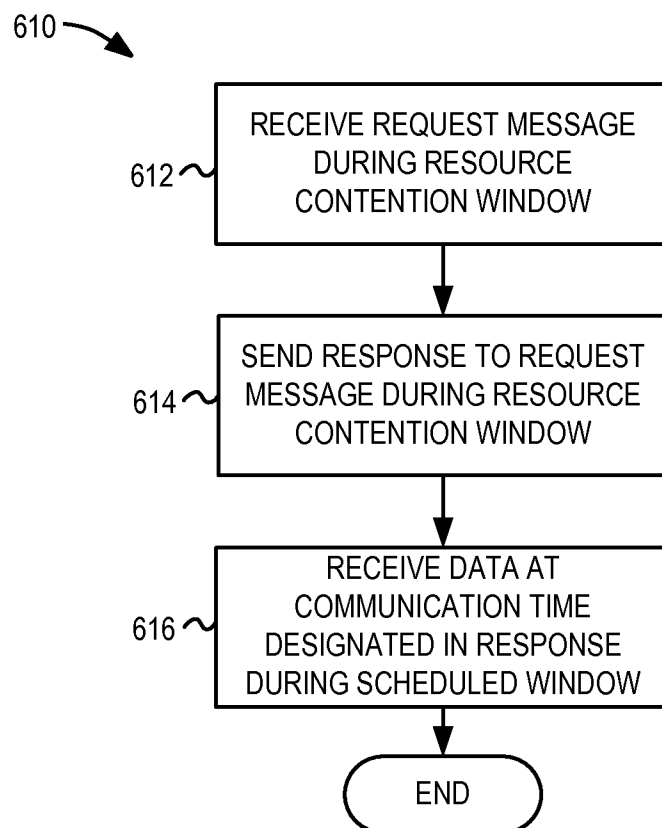 610
RECEIVE REQUEST MESSAGE
DURING RESOURCE
CONTENTION WINDOW
612
SEND RESPONSE TO REQUEST
MESSAGE DURING RESOURCE
CONTENTION WINDOW
614
RECEIVE DATA AT
COMMUNICATION TIME
DESIGNATED IN RESPONSE
DURING SCHEDULED WINDOW
616
END